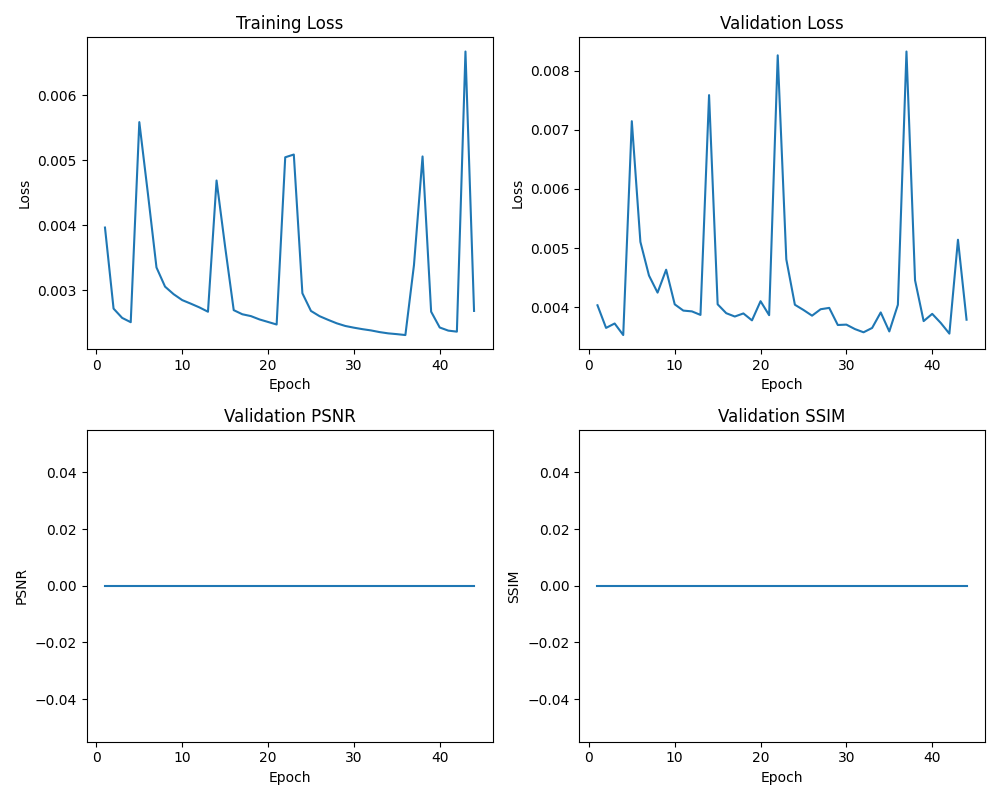 Training Loss
Validation Loss
Loss
0.006
0.005
0.004
0.003
0 10 20 30 40
Epoch
Loss
0.008
0.007
0.006
0.005
0.004
0 10 20 30 40
Epoch
Validation PSNR
Validation SSIM
PSNR
0.04
0.02
0.00
−0.02
−0.04
0 10 20 30 40
Epoch
SSIM
0.04
0.02
0.00
−0.02
−0.04
0 10 20 30 40
Epoch